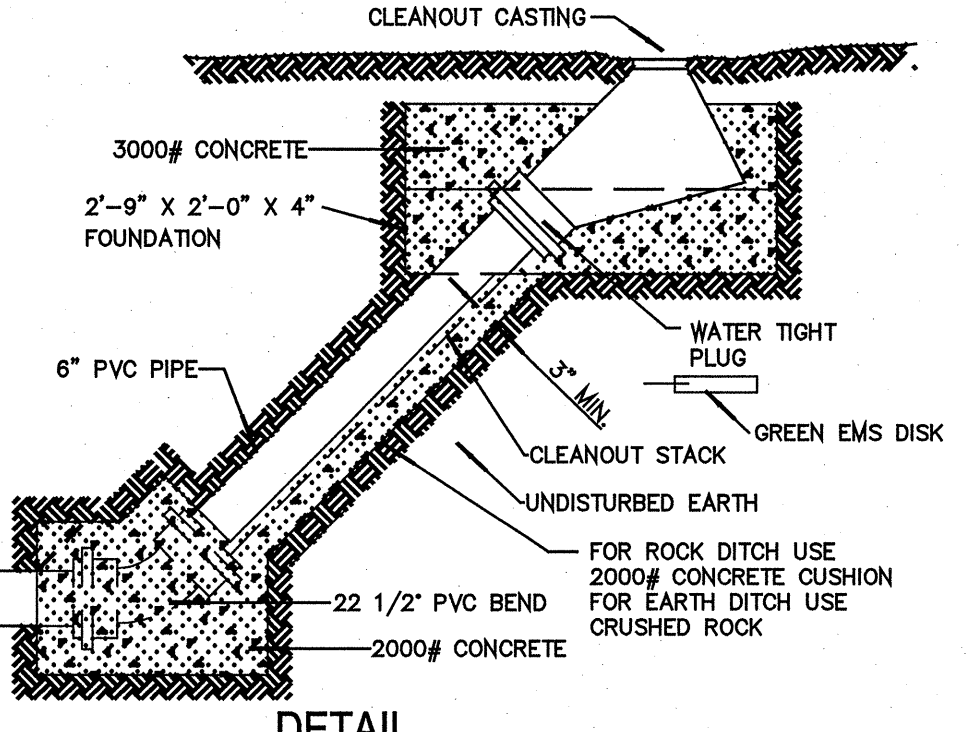 CLEANOUT CASTING
3000# CONCRETE
2'-9" X 2'-0" X 4"
FOUNDATION
WATER TIGHT
PLUG
6" PVC PIPE
3" MIN.
GREEN EMS DISK
CLEANOUT STACK
UNDISTURBED EARTH
FOR ROCK DITCH USE
2000# CONCRETE CUSHION
FOR EARTH DITCH USE
CRUSHED ROCK
22 1/2° PVC BEND
2000# CONCRETE
DETAIL